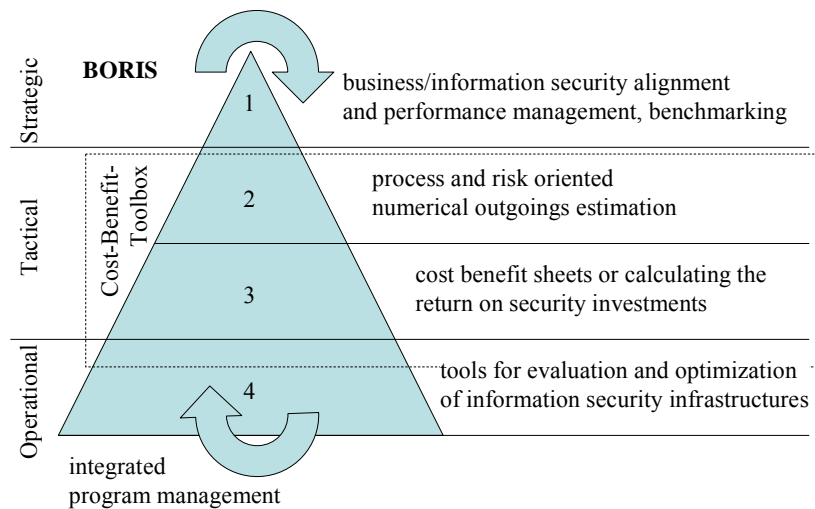 BORIS
Strategic
1
business/information security alignment
and performance management, benchmarking
Tactical
Cost-Benefit-
Toolbox
2
process and risk oriented
numerical outgoings estimation
3
cost benefit sheets or calculating the
return on security investments
Operational
4
tools for evaluation and optimization
of information security infrastructures
integrated
program management